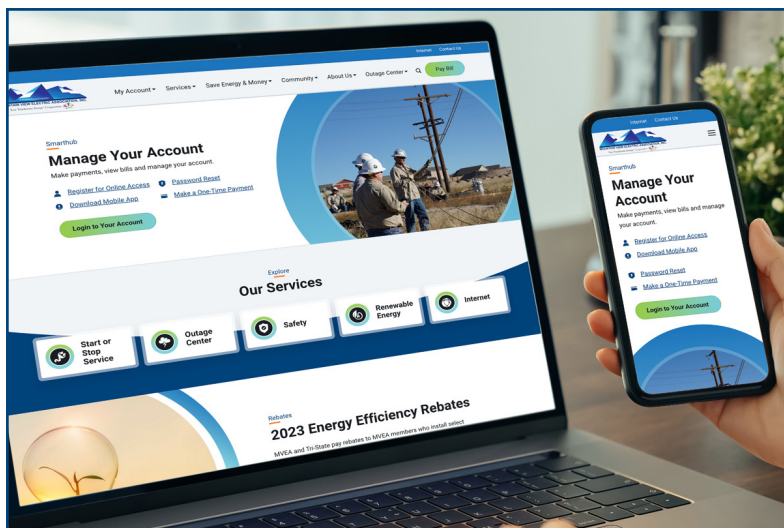 Internet Contact Us
MOUNTAIN VIEW ELECTRIC ASSOCIATION, INC.
My Account Services Save Energy & Money Community About Us Outage Center Pay Bill
Smarthub
Manage Your Account
Make payments, view bills and manage your account.
Register for Online Access Password Reset
Download Mobile App Make a One-Time Payment
Login to Your Account
Explore
Our Services
Start or
Stop
Service
Outage
Center
Safety
Renewable
Energy
Internet
Rebates
2023 Energy Efficiency Rebates
MVEA and Tri-State pay rebates to MVEA members who install select
Internet Contact Us
Smarthub
Manage Your
Account
Make payments, view bills and manage
your account.
Register for Online Access
Download Mobile App
Password Reset
Make a One-Time Payment
Login to Your Account